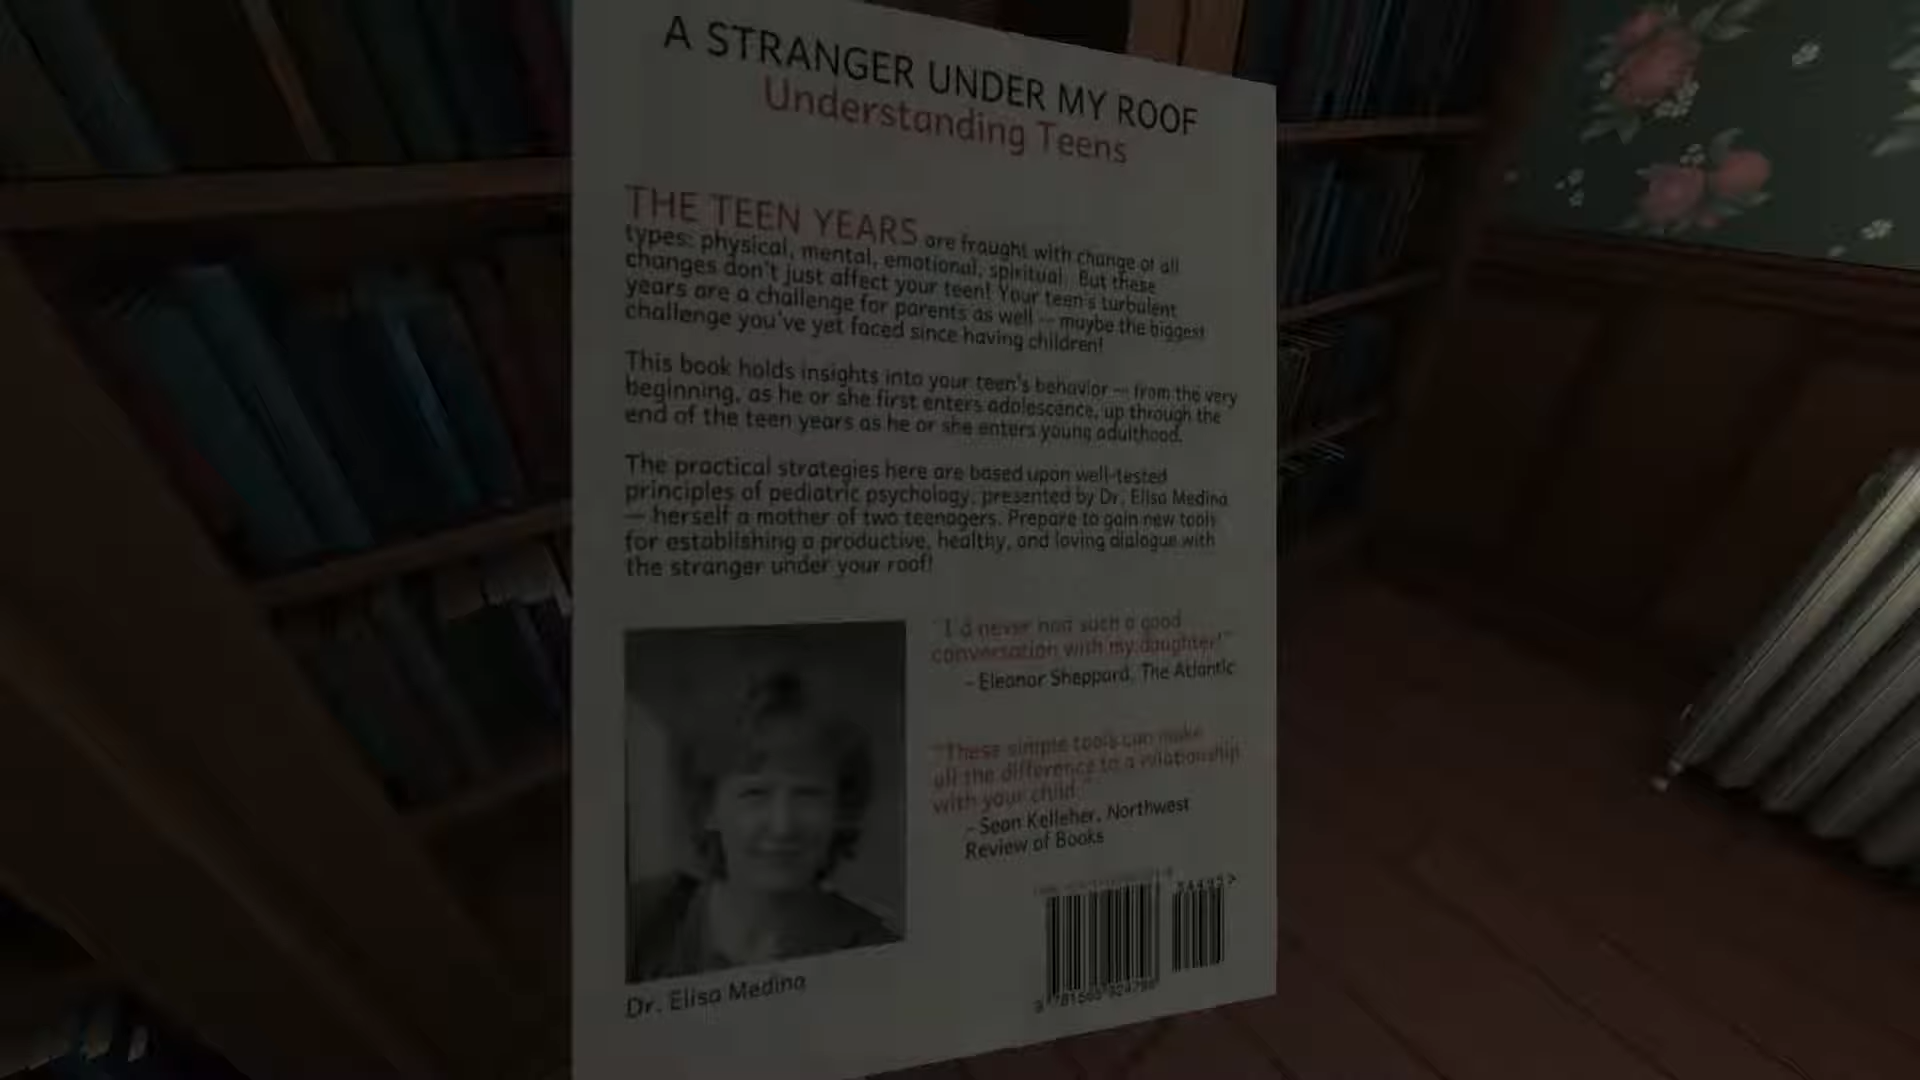 A STRANGER UNDER MY ROOF
Understanding Teens
THE TEEN YEARS are fraught with change of all
types: physical, mental, emotional, spiritual. But these
changes don't just affect your teen! Your teen's turbulent
years are a challenge for parents as well — maybe the biggest
challenge you've yet faced since having children!
This book holds insights into your teen's behavior — from the very
beginning, as he or she first enters adolescence, up through the
end of the teen years as he or she enters young adulthood.
The practical strategies here are based upon well-tested
principles of pediatric psychology, presented by Dr. Elisa Medina
— herself a mother of two teenagers. Prepare to gain new tools
for establishing a productive, healthy, and loving dialogue with
the stranger under your roof!
"I'd never had such a good
conversation with my daughter!"
- Eleanor Sheppard, The Atlantic
"These simple tools can make
all the difference to a relationship
with your child."
- Sean Kelleher, Northwest
Review of Books
Dr. Elisa Medina